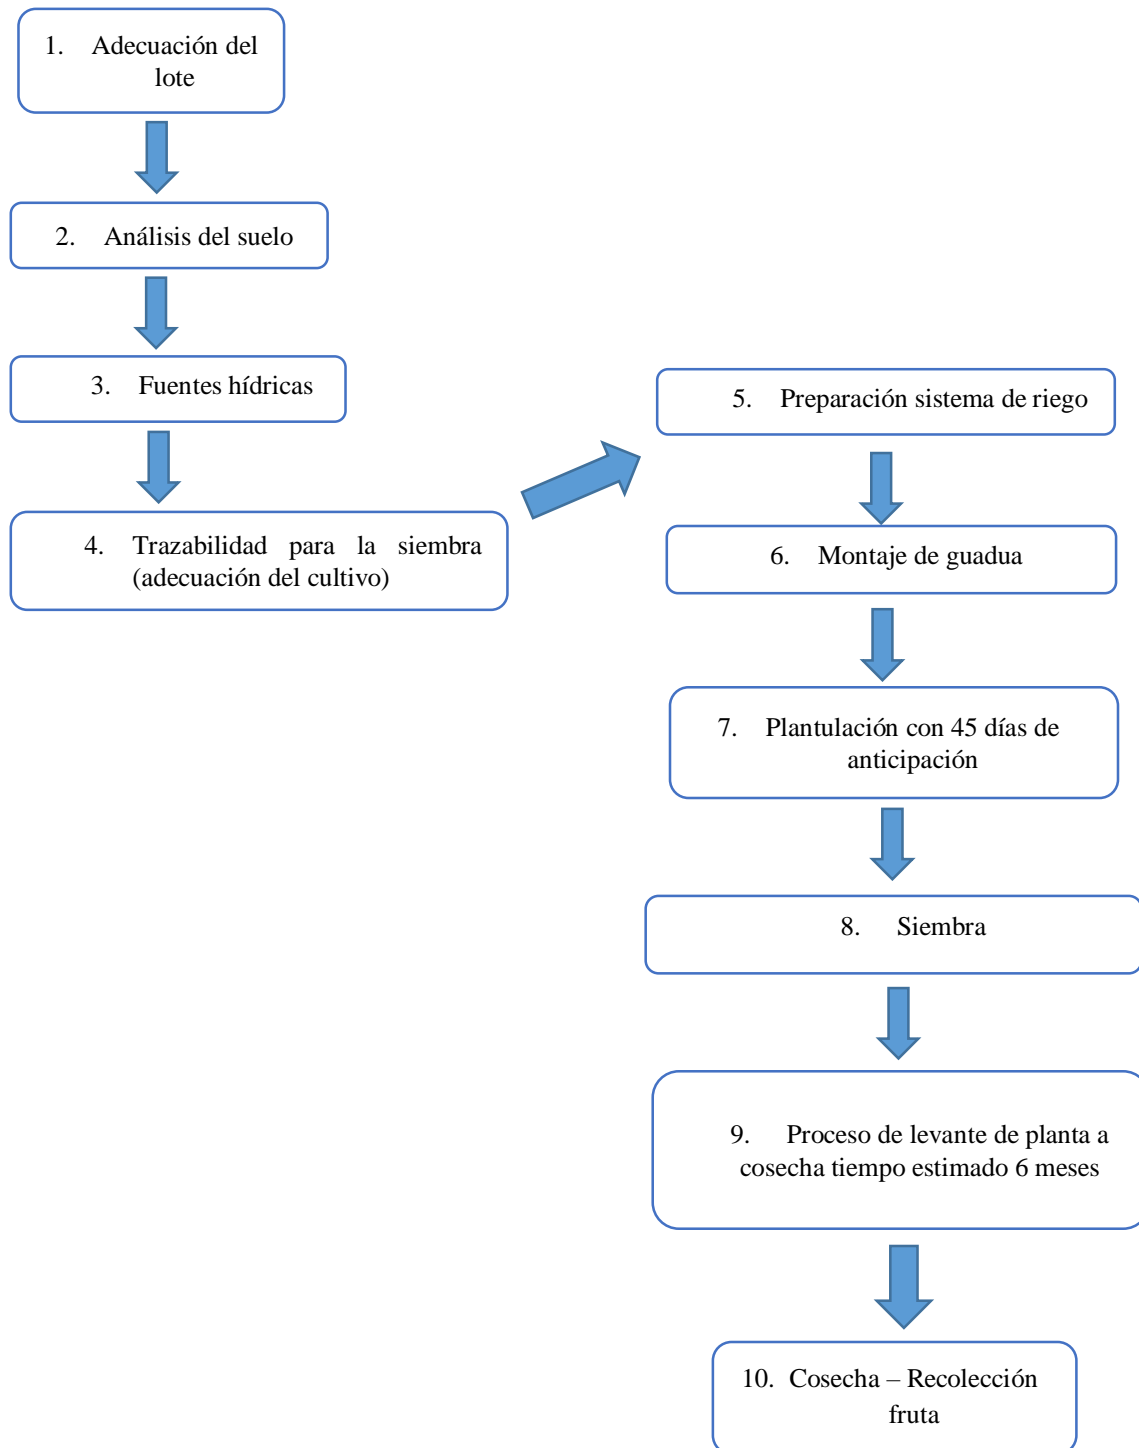 1. Adecuación del
lote
2. Análisis del suelo
3. Fuentes hídricas
4. Trazabilidad para la siembra
(adecuación del cultivo)
5. Preparación sistema de riego
6. Montaje de guadua
7. Plantulación con 45 días de
anticipación
8. Siembra
9. Proceso de levante de planta a
cosecha tiempo estimado 6 meses
10. Cosecha – Recolección
fruta